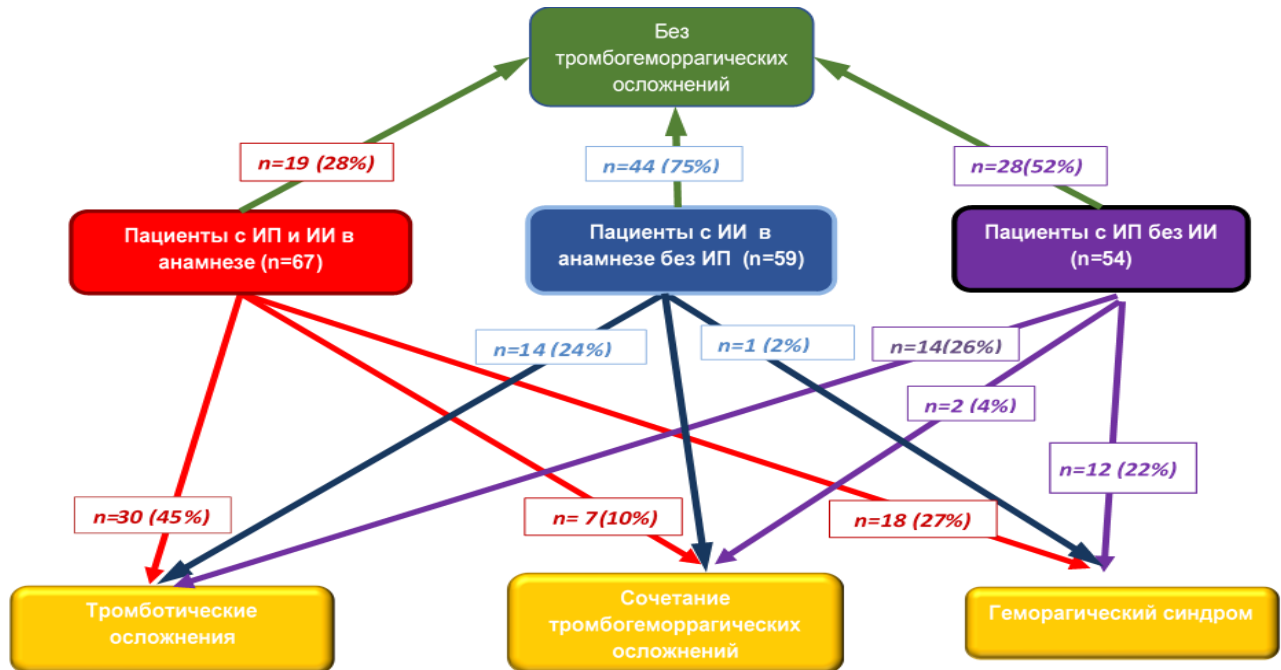 Без
тромбогеморрагических
осложнений
n=19 (28%)
n=44 (75%)
n=28(52%)
Пациенты с ИП и ИИ в
анамнезе (n=67)
Пациенты с ИИ в
анамнезе без ИП (n=59)
Пациенты с ИП без ИИ
(n=54)
n=14 (24%)
n=1 (2%)
n=14(26%)
n=2 (4%)
n=12 (22%)
n=30 (45%)
n= 7(10%)
n=18 (27%)
Тромботические
осложнения
Сочетание
тромбогеморрагических
осложнений
Геморагический синдром